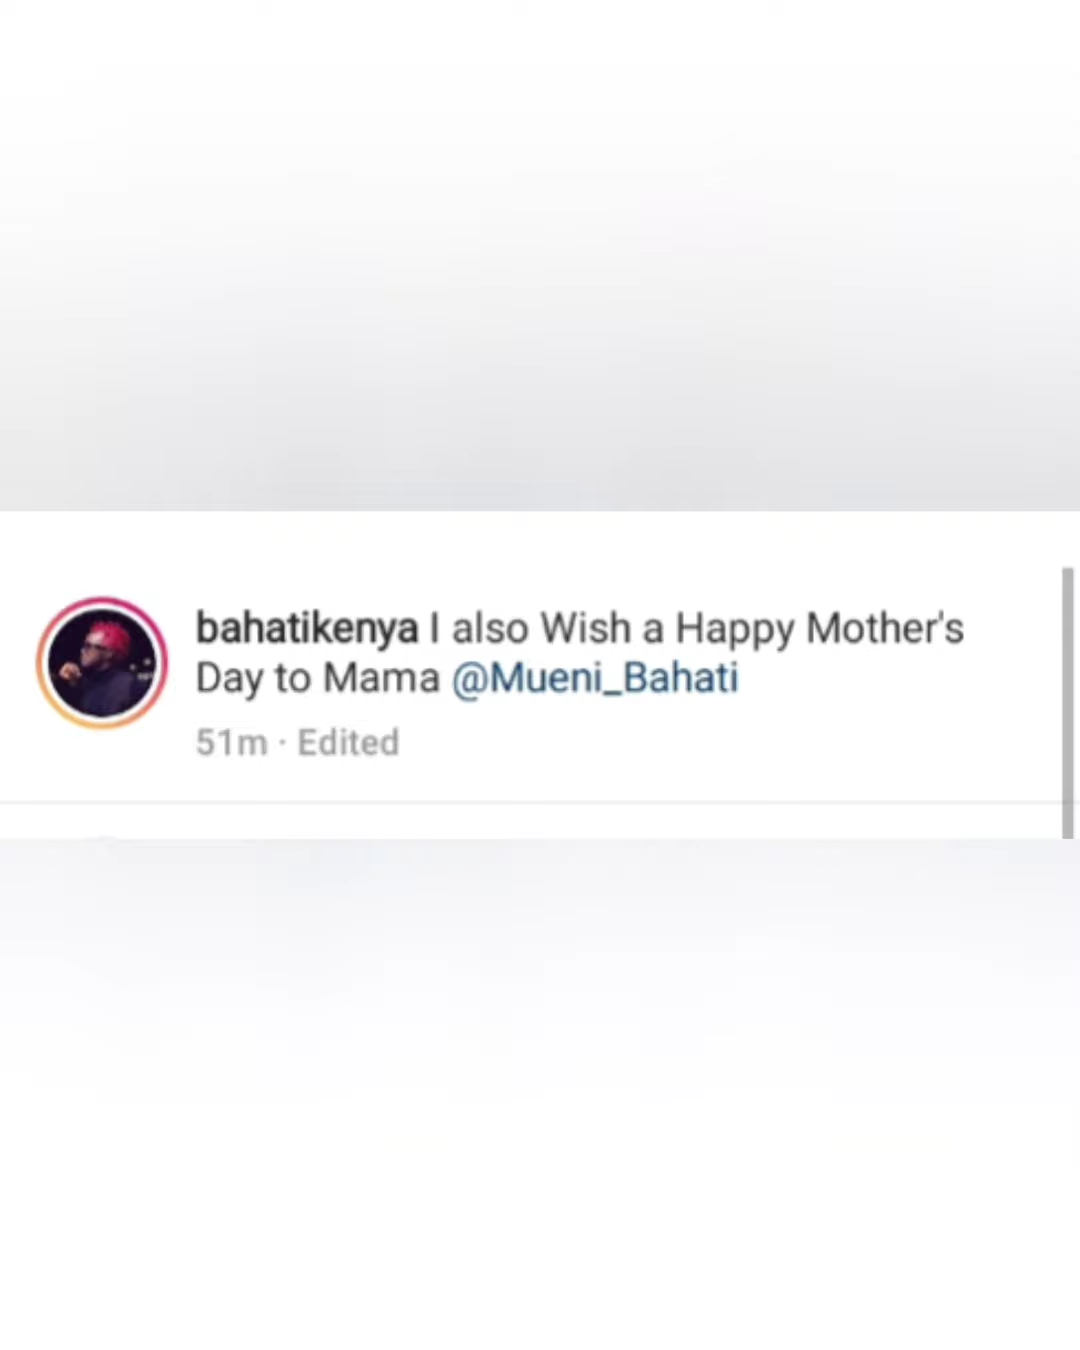 bahatikenya I also Wish a Happy Mother's
Day to Mama @Mueni_Bahati
51m · Edited